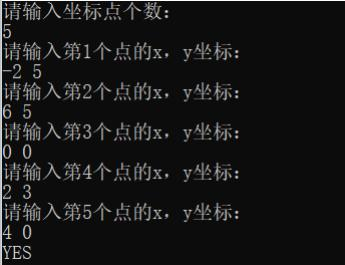 请输入坐标点个数:
5
请输入第1个点的x，y坐标:
-2 5
请输入第2个点的x，y坐标:
6 5
请输入第3个点的x，y坐标:
0 0
请输入第4个点的x，y坐标:
2 3
请输入第5个点的x，y坐标:
4 0
YES